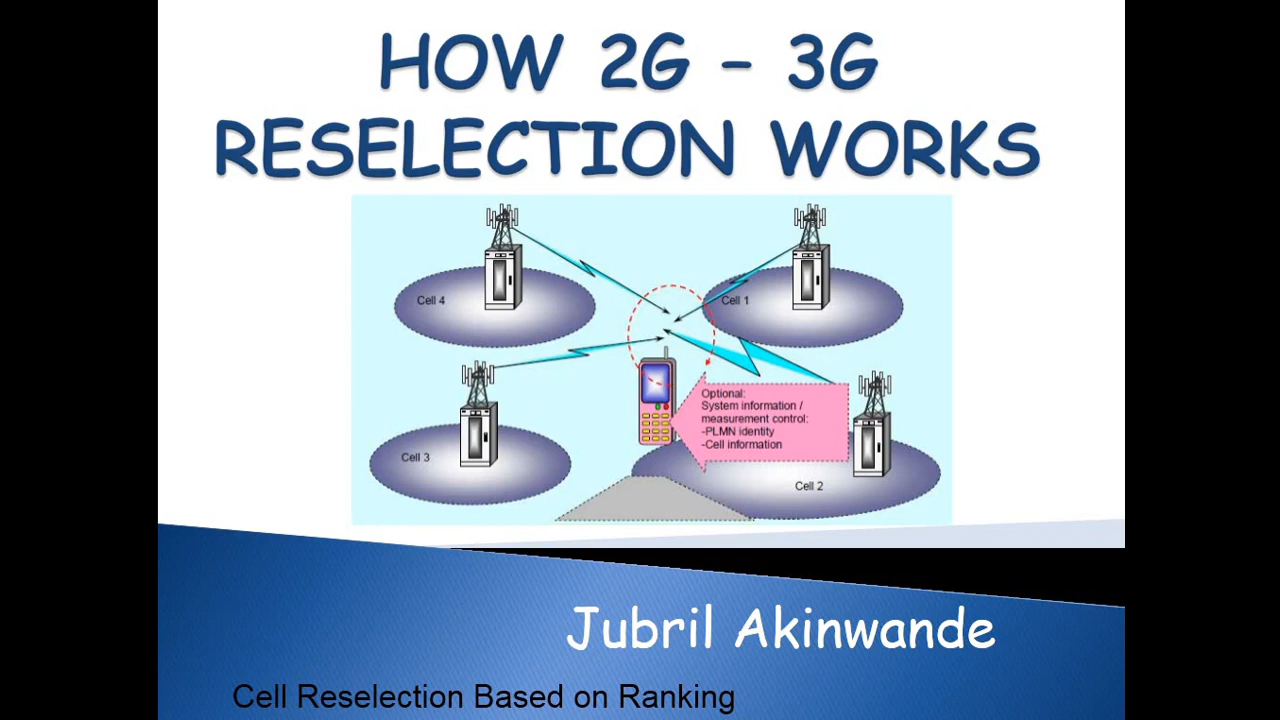 HOW 2G – 3G
RESELECTION WORKS
Cell 4
Cell 1
Optional:
System information /
measurement control:
-PLMN identity
-Cell information
Cell 3
Cell 2
Jubril Akinwande
Cell Reselection Based on Ranking